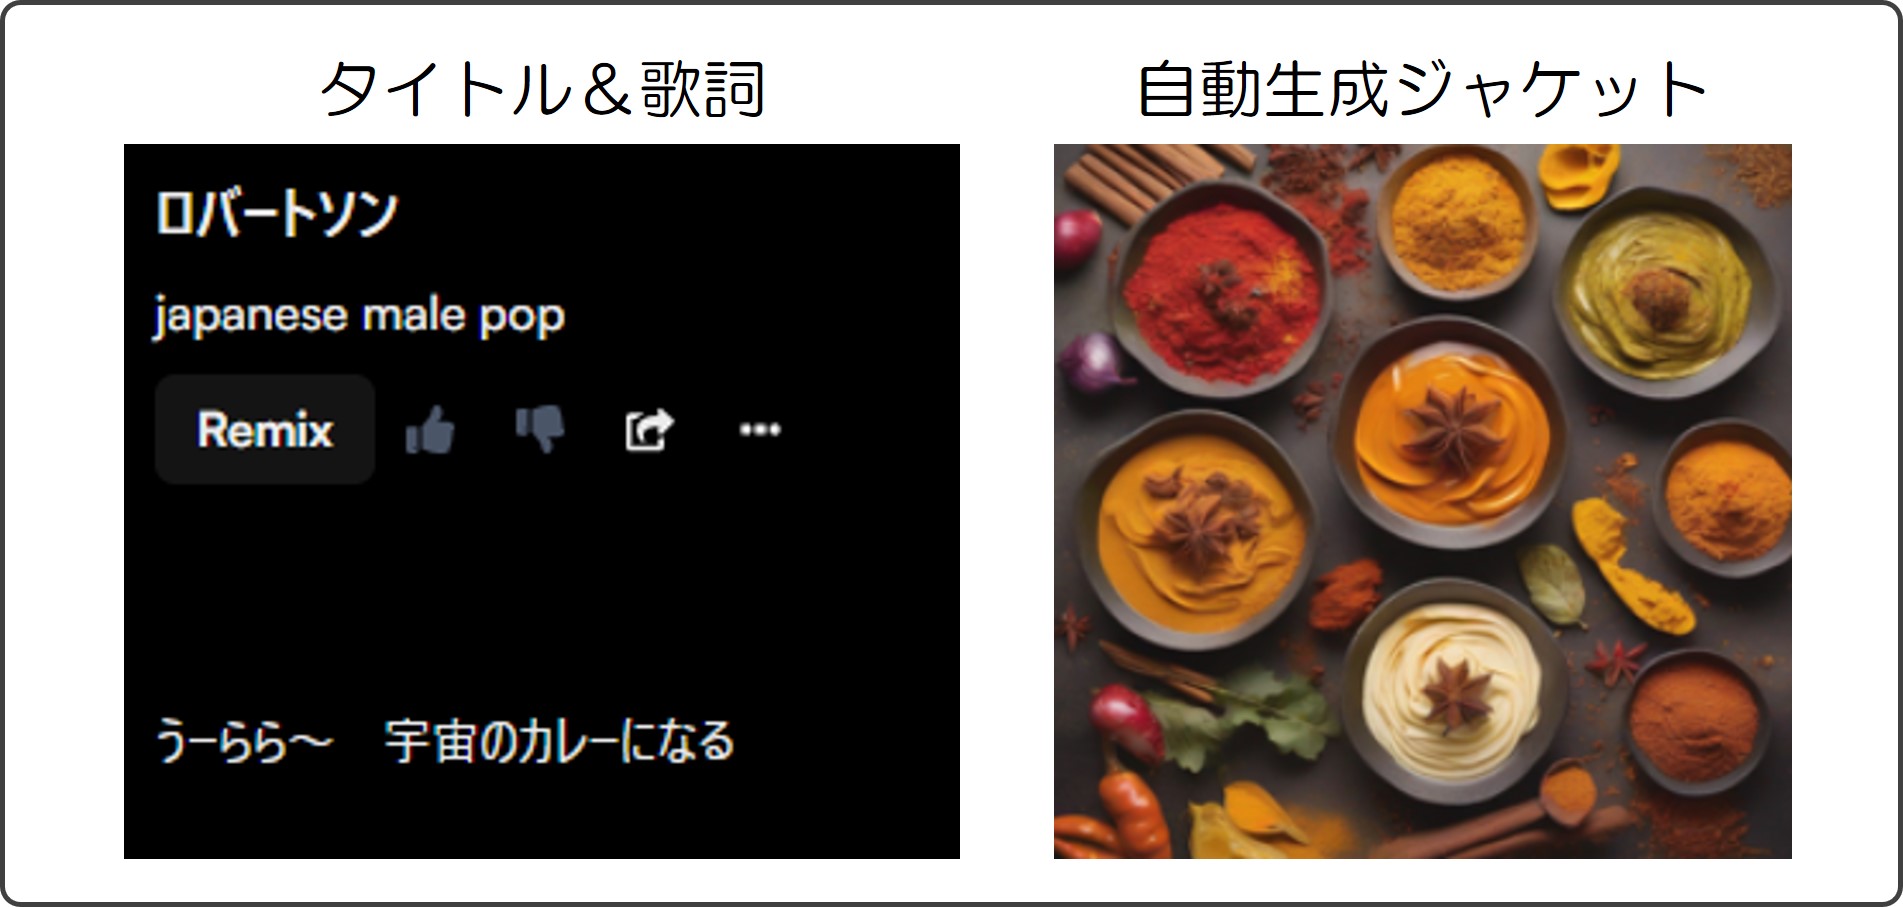 タイトル＆歌詞
自動生成ジャケット
ロバートソン
japanese male pop
Remix
うーらら～　宇宙のカレーになる